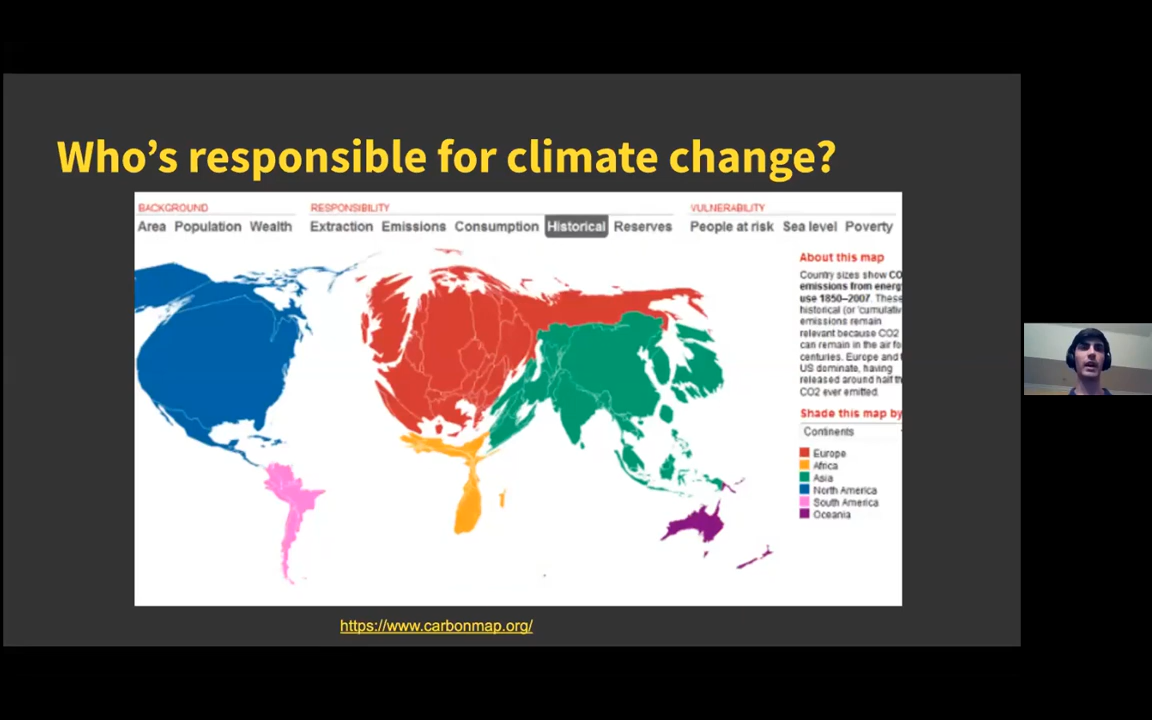 Who's responsible for climate change?
BACKGROUND RESPONSIBILITY VULNERABILITY
Area Population Wealth Extraction Emissions Consumption Historical Reserves People at risk Sea level Poverty
About this map
Country sizes show CO
emissions from energ
use 1850–2007. These
historical (or 'cumulativ
emissions remain
relevant because CO2
can remain in the air fo
centuries. Europe and
US dominate, having
released around half th
CO2 ever emitted.
Shade this map by
Continents
Europe
Africa
Asia
North America
South America
Oceania
https://www.carbonmap.org/